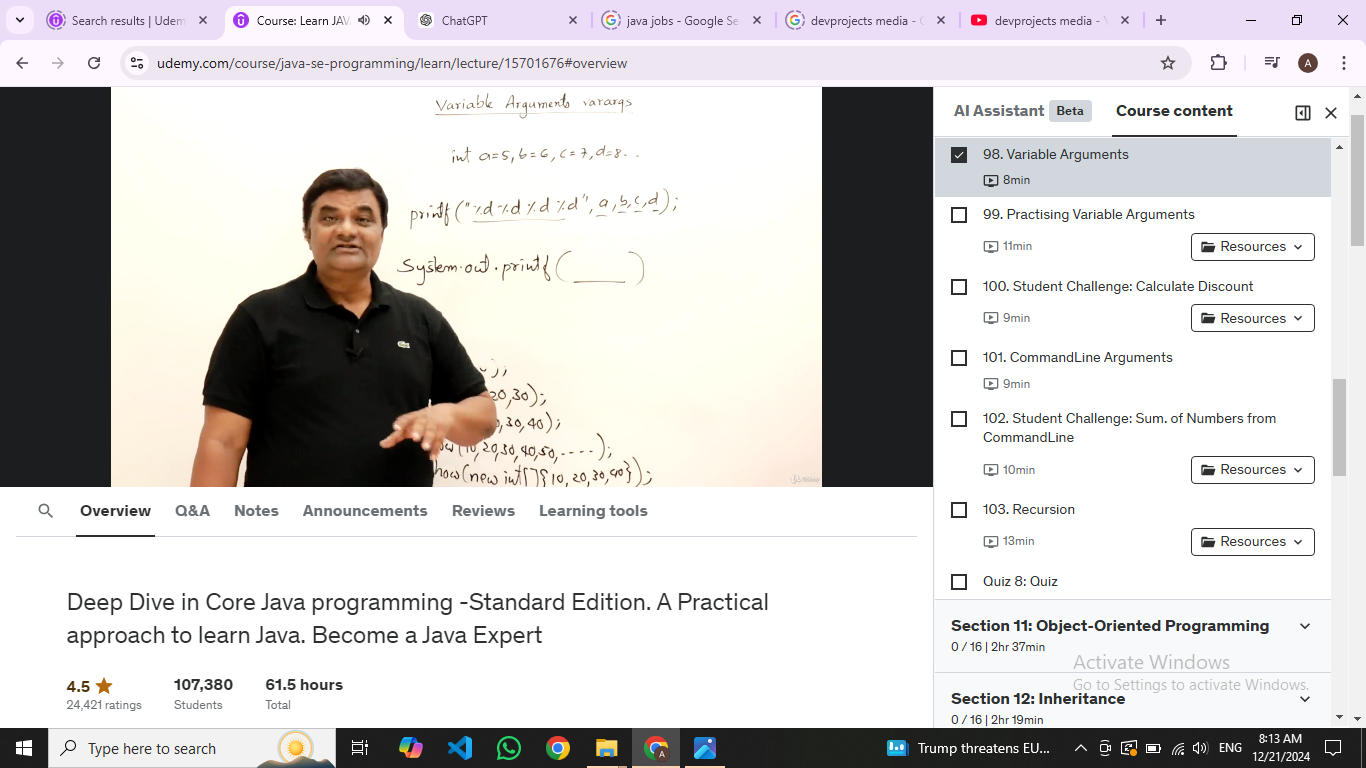 Search results | Udem
Course: Learn JAV
ChatGPT
java jobs - Google Se
devprojects media - G
devprojects media - Y
udemy.com/course/java-se-programming/learn/lecture/15701676#overview
A
Variable Arguments varargs
int a=5, b=6, c=7, d=8..
printf("%d %d %d %d", a, b, c, d);
System.out.printf(
)
);
20,30);
,30,40);
ow(10,20,30,40,50,-----);
how(new int[]{10,20,30,40});
AI Assistant
Beta
Course content
98. Variable Arguments
8min
99. Practising Variable Arguments
11min
Resources
100. Student Challenge: Calculate Discount
9min
Resources
101. CommandLine Arguments
9min
102. Student Challenge: Sum. of Numbers from
CommandLine
10min
Resources
103. Recursion
13min
Resources
Quiz 8: Quiz
Section 11: Object-Oriented Programming
0 / 16 | 2hr 37min
Section 12: Inheritance
0 / 16 | 2hr 19min
Activate Windows
Go to Settings to activate Windows.
Overview
Q&A
Notes
Announcements
Reviews
Learning tools
Deep Dive in Core Java programming -Standard Edition. A Practical
approach to learn Java. Become a Java Expert
4.5
107,380
61.5 hours
24,421 ratings
Students
Total
Type here to search
Trump threatens EU...
ENG
8:13 AM
12/21/2024